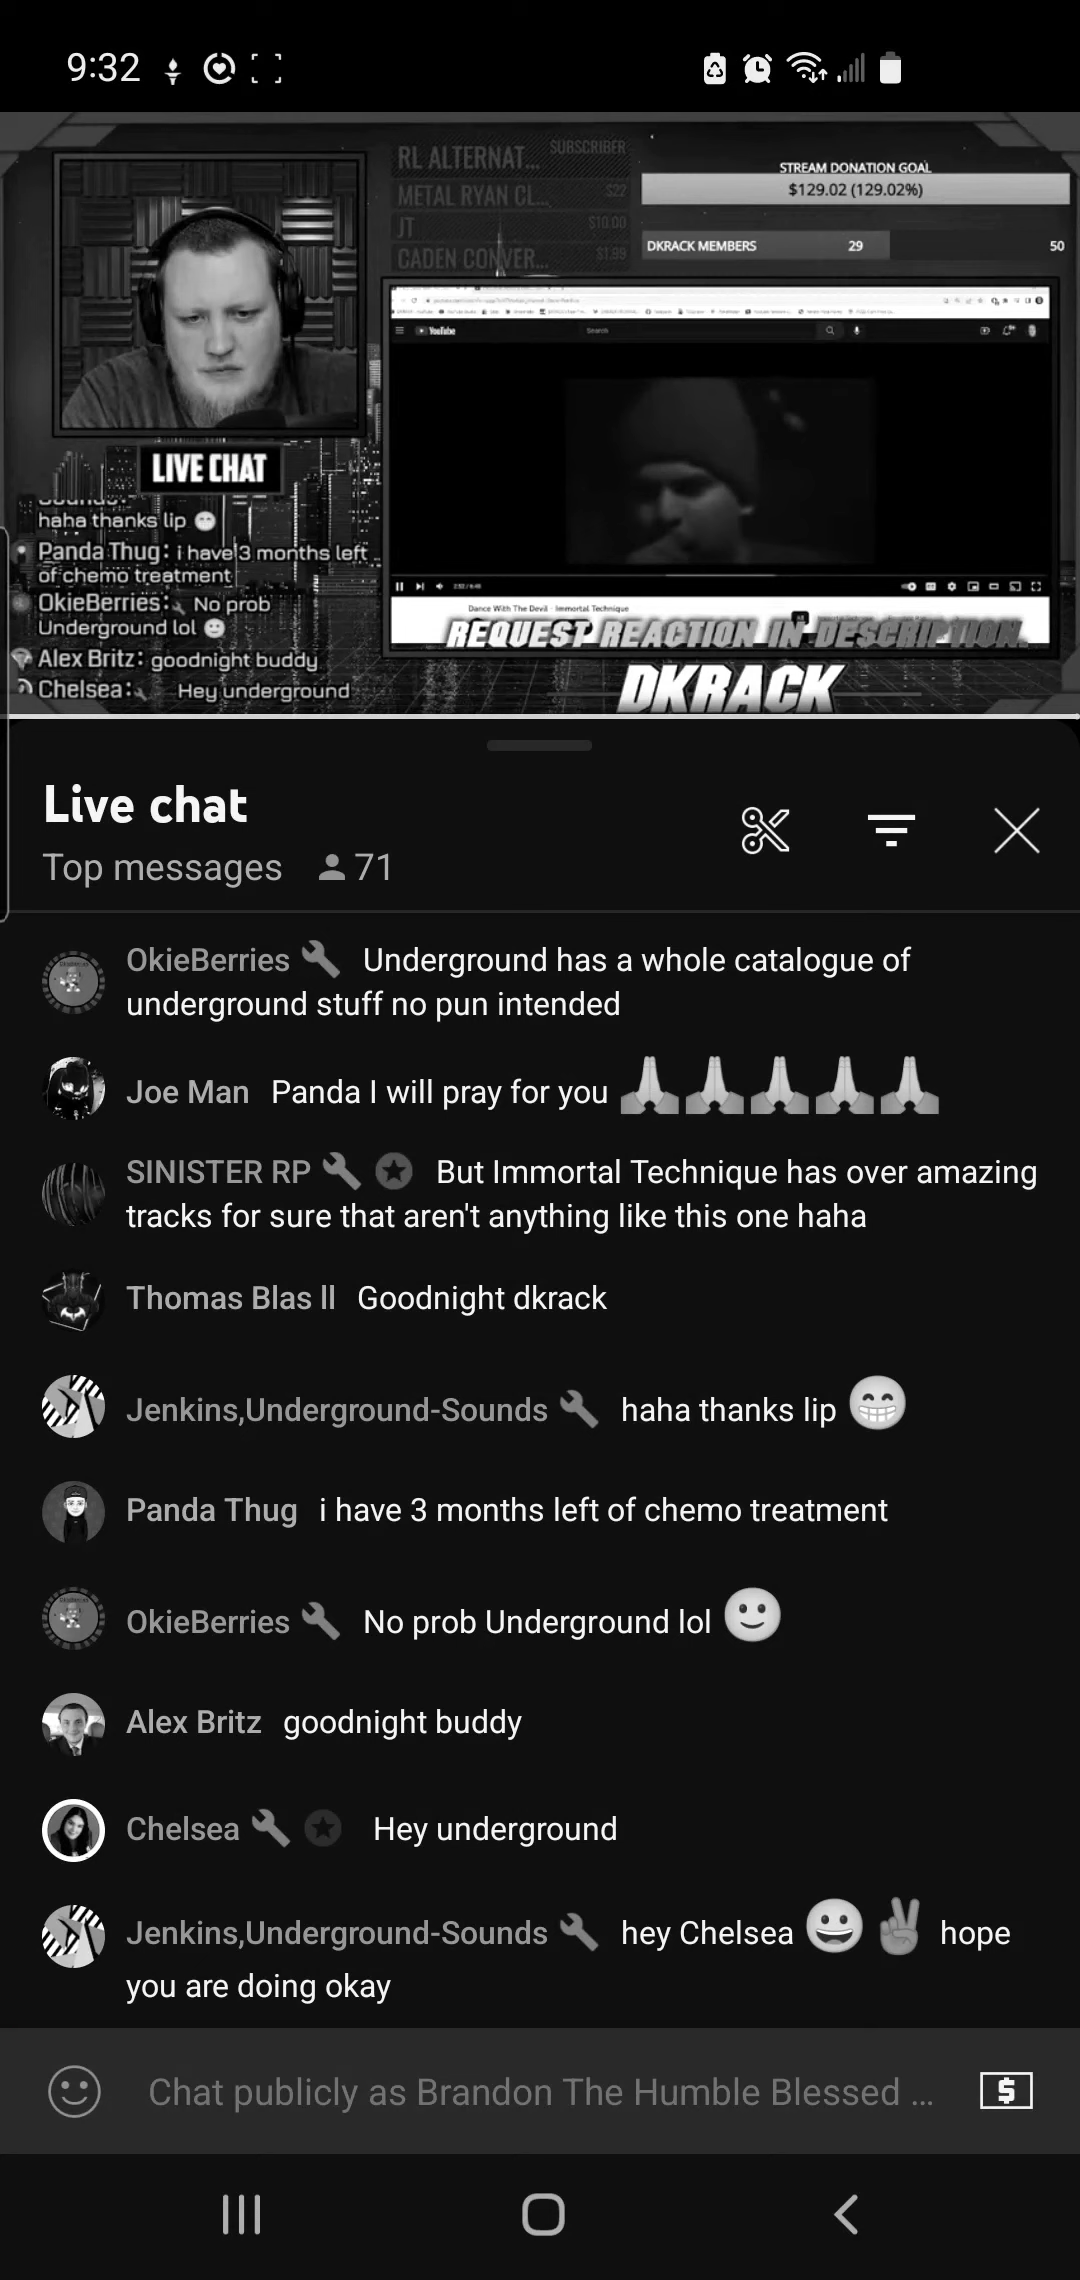 9:32
RL ALTERNAT... SUBSCRIBER
METAL RYAN CL... $22
JT $10.00
CADEN CONVER... $1.99
STREAM DONATION GOAL
$129.02 (129.02%)
DKRACK MEMBERS 29 50
YouTube
Search
Dance With The Devil - Immortal Technique
REQUEST REACTION IN DESCRIPTION.
DKRACK
LIVE CHAT
haha thanks lip 😁
Panda Thug: i have 3 months left
of chemo treatment
OkieBerries: No prob
Underground lol 🙂
Alex Britz: goodnight buddy
Chelsea: Hey underground
Live chat
Top messages 71
OkieBerries Underground has a whole catalogue of
underground stuff no pun intended
Joe Man Panda I will pray for you 🙏🙏🙏🙏🙏
SINISTER RP But Immortal Technique has over amazing
tracks for sure that aren't anything like this one haha
Thomas Blas ll Goodnight dkrack
Jenkins,Underground-Sounds haha thanks lip 😁
Panda Thug i have 3 months left of chemo treatment
OkieBerries No prob Underground lol 🙂
Alex Britz goodnight buddy
Chelsea Hey underground
Jenkins,Underground-Sounds hey Chelsea 😀 ✌ hope
you are doing okay
Chat publicly as Brandon The Humble Blessed ...